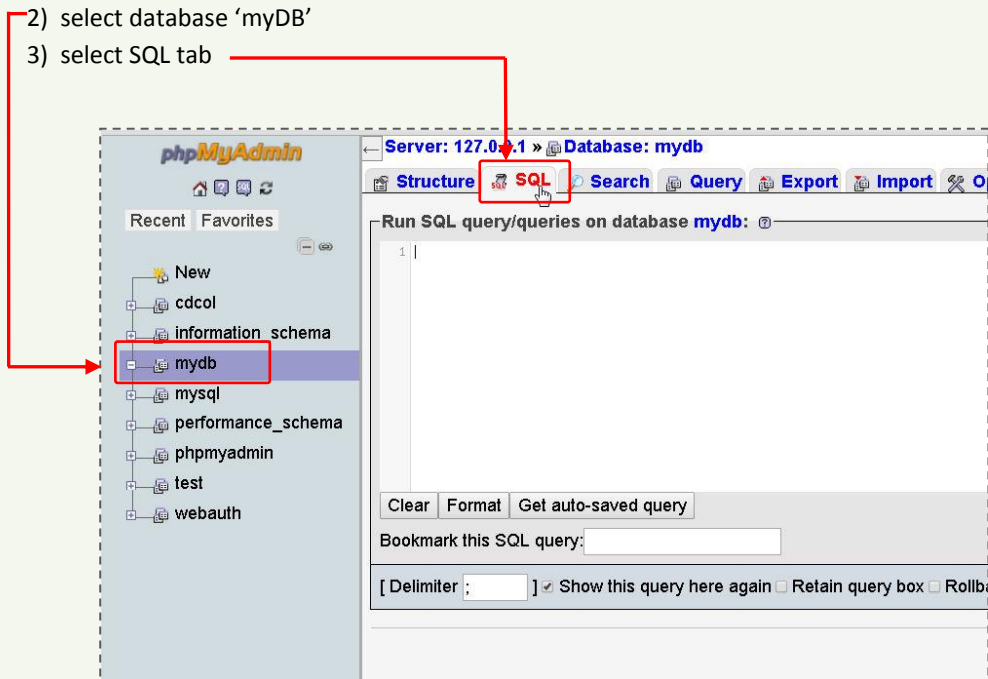 2) select database ‘myDB’
3) select SQL tab
phpMyAdmin
Recent Favorites
New
cdcol
information_schema
mydb
mysql
performance_schema
phpmyadmin
test
webauth
← Server: 127.0.0.1 » Database: mydb
Structure SQL Search Query Export Import
Run SQL query/queries on database mydb:
1
Clear Format Get auto-saved query
Bookmark this SQL query:
[ Delimiter ; ] Show this query here again Retain query box